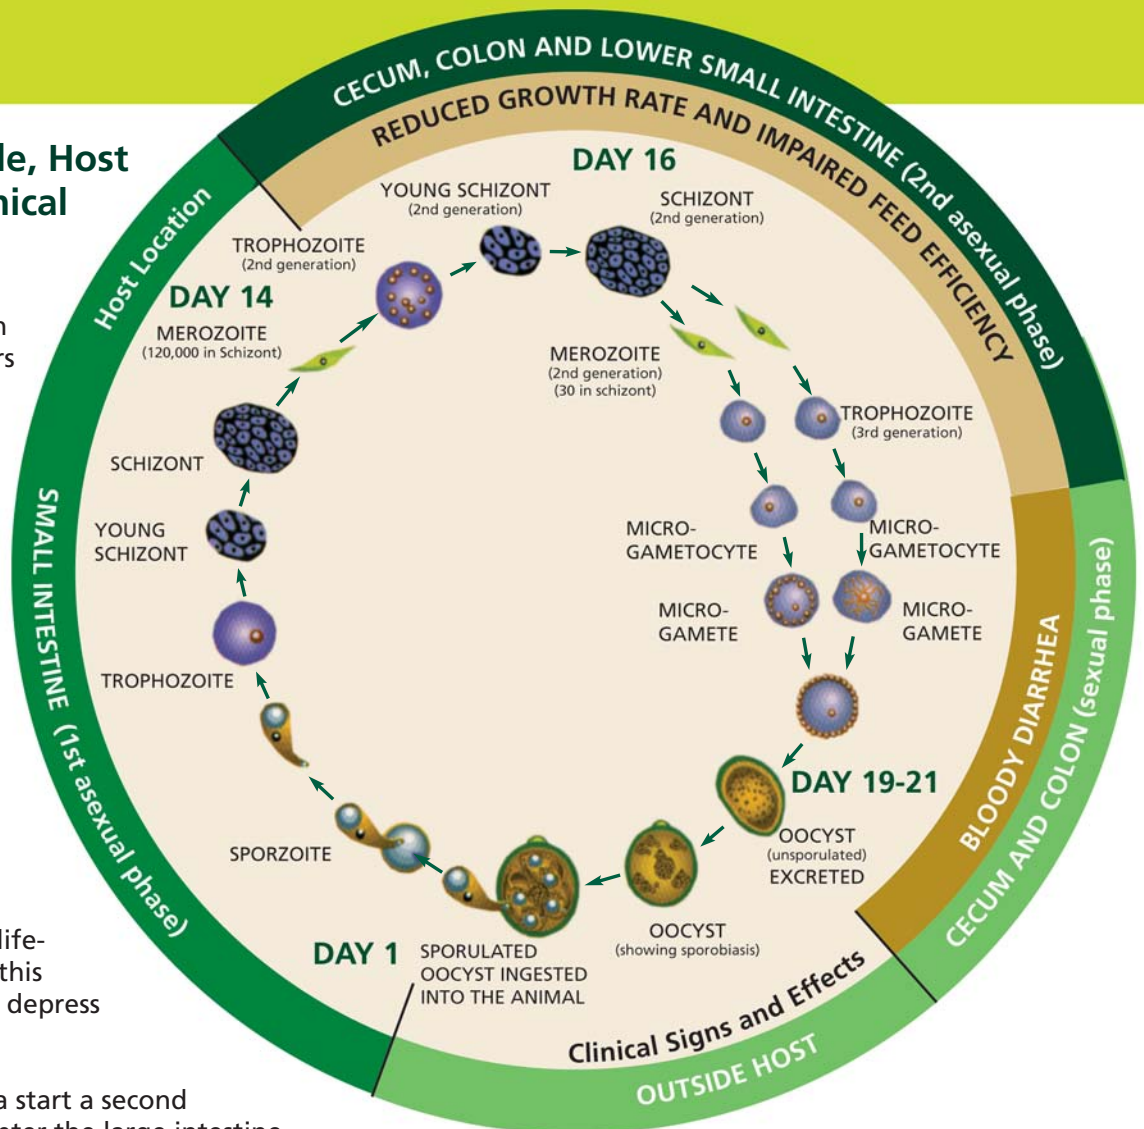 CECUM, COLON AND LOWER SMALL INTESTINE (2nd asexual phase)
REDUCED GROWTH RATE AND IMPAIRED FEED EFFICIENCY
le, Host
nical
Host Location
DAY 16
YOUNG SCHIZONT
(2nd generation)
SCHIZONT
(2nd generation)
TROPHOZOITE
(2nd generation)
DAY 14
MEROZOITE
(120,000 in Schizont)
MEROZOITE
(2nd generation)
(30 in schizont)
TROPHOZOITE
(3rd generation)
SCHIZONT
YOUNG
SCHIZONT
MICRO-
GAMETOCYTE
MICRO-
GAMETOCYTE
MICRO-
GAMETE
MICRO-
GAMETE
TROPHOZOITE
SMALL INTESTINE (1st asexual phase)
BLOODY DIARRHEA
CECUM AND COLON (sexual phase)
DAY 19-21
OOCYST
(unsporulated)
EXCRETED
SPORZOITE
OOCYST
(showing sporobiasis)
DAY 1
SPORULATED
OOCYST INGESTED
INTO THE ANIMAL
Clinical Signs and Effects
OUTSIDE HOST
life-
this
depress
a start a second
nter the large intestine